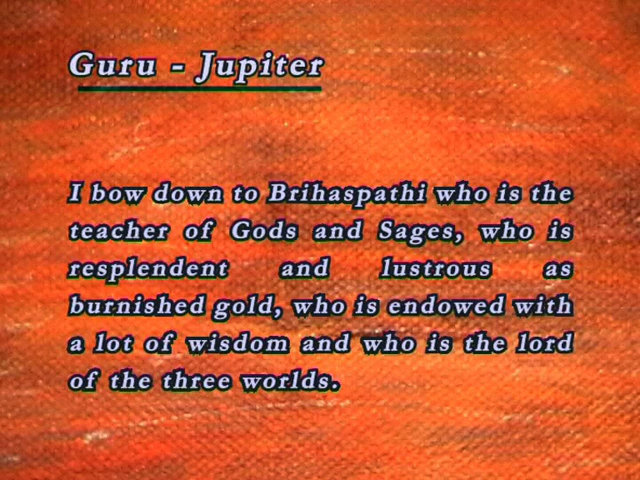 Guru - Jupiter
I bow down to Brihaspathi who is the
teacher of Gods and Sages, who is
resplendent and lustrous as
burnished gold, who is endowed with
a lot of wisdom and who is the lord
of the three worlds.